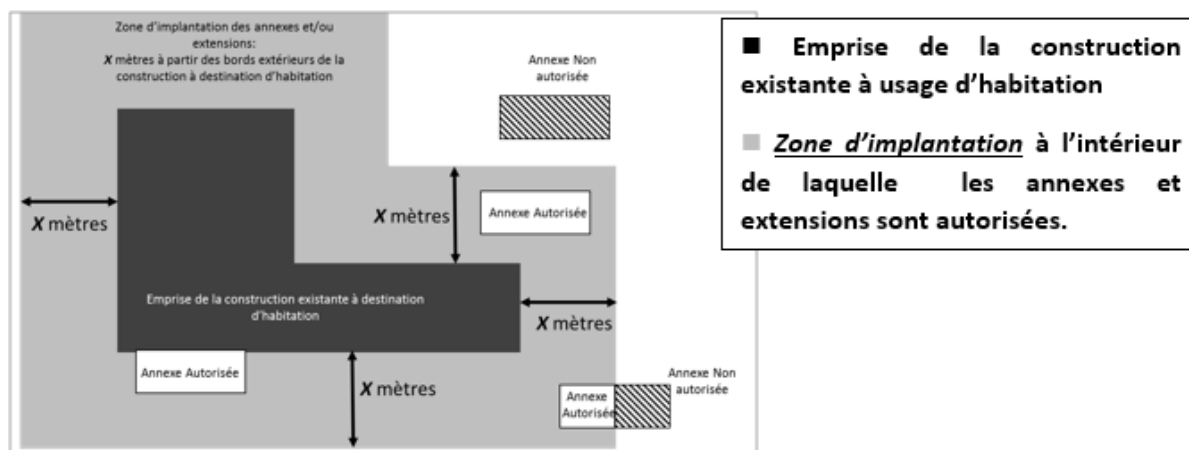 Zone d'implantation des annexes et/ou
extensions:
X mètres à partir des bords extérieurs de la
construction à destination d'habitation
Annexe Non
autorisée
X mètres
X mètres
Annexe Autorisée
Emprise de la construction existante à destination
d'habitation
X mètres
Annexe Autorisée
X mètres
Annexe
Autorisée
Annexe Non
autorisée
■ Emprise de la construction
existante à usage d'habitation
■ Zone d'implantation à l'intérieur
de laquelle les annexes et
extensions sont autorisées.